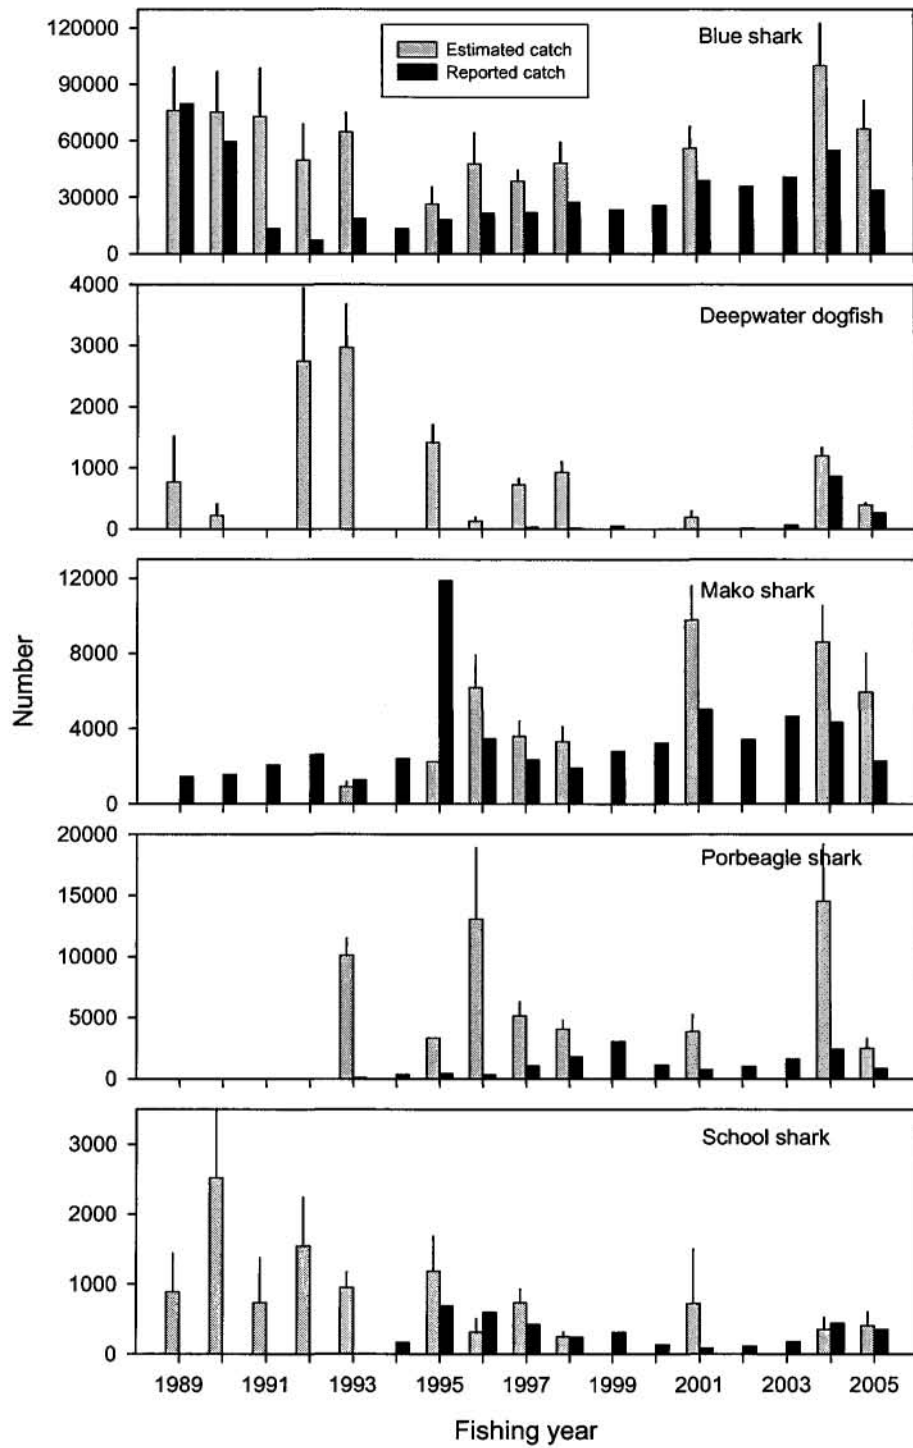 Blue shark
Estimated catch
Reported catch
120000
90000
60000
30000
0
Deepwater dogfish
4000
3000
2000
1000
0
Mako shark
12000
8000
4000
0
Number
Porbeagle shark
20000
15000
10000
5000
0
School shark
3000
2000
1000
0
1989 1991 1993 1995 1997 1999 2001 2003 2005
Fishing year